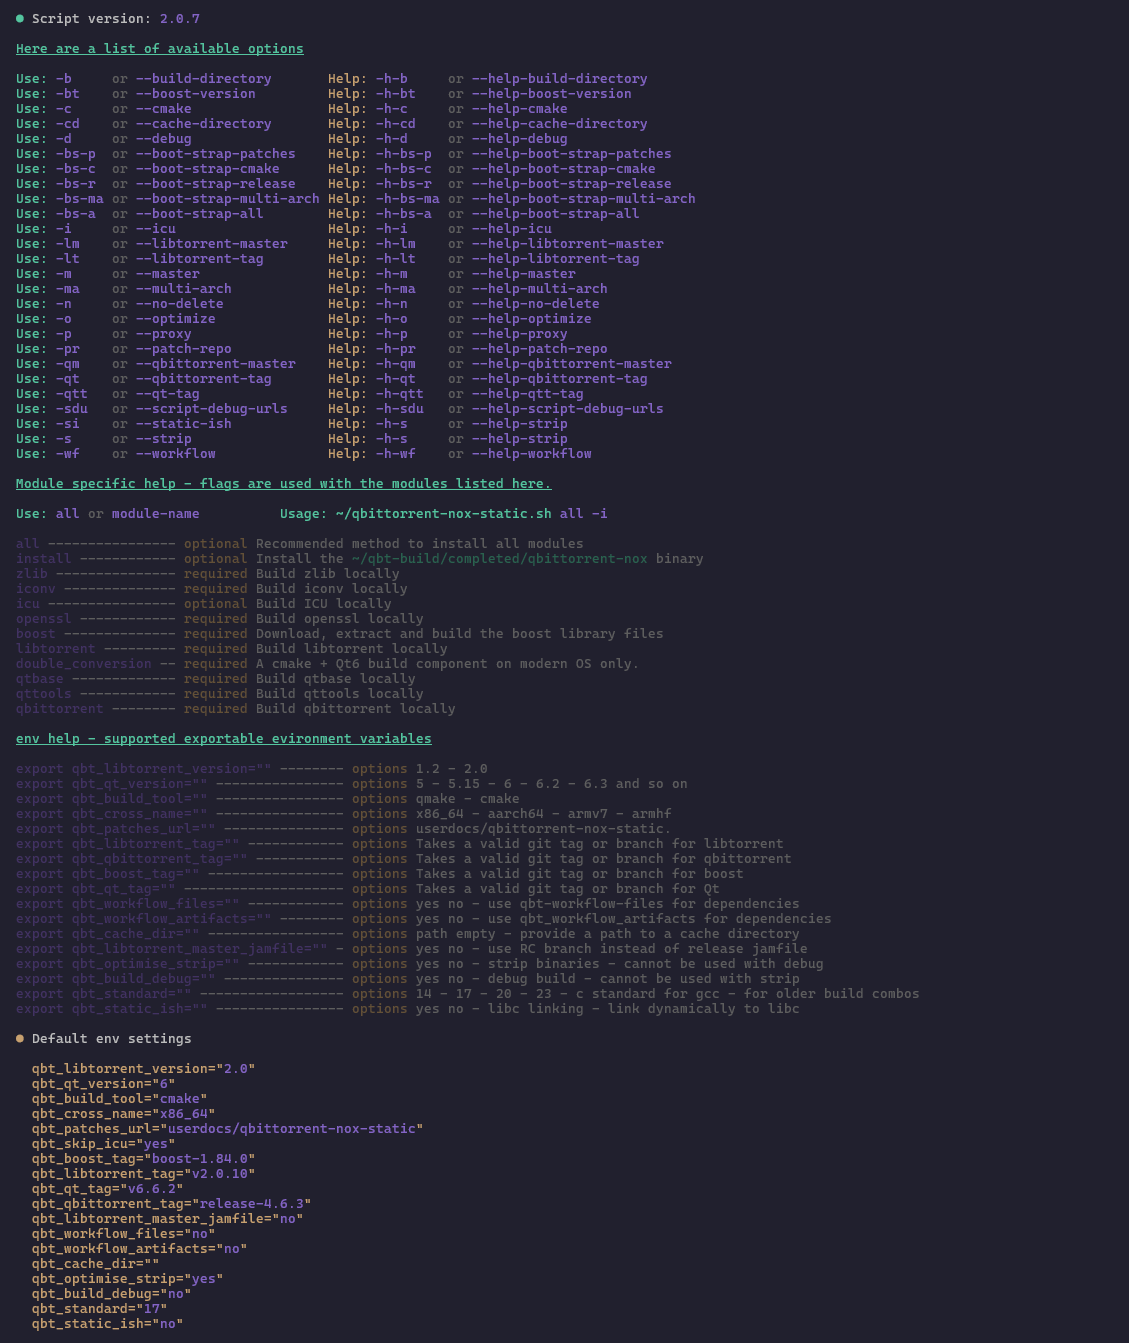 ● Script version: 2.0.7
Here are a list of available options
Use: -b     or --build-directory       Help: -h-b     or --help-build-directory
Use: -bt    or --boost-version         Help: -h-bt    or --help-boost-version
Use: -c     or --cmake                 Help: -h-c     or --help-cmake
Use: -cd    or --cache-directory       Help: -h-cd    or --help-cache-directory
Use: -d     or --debug                 Help: -h-d     or --help-debug
Use: -bs-p  or --boot-strap-patches    Help: -h-bs-p  or --help-boot-strap-patches
Use: -bs-c  or --boot-strap-cmake      Help: -h-bs-c  or --help-boot-strap-cmake
Use: -bs-r  or --boot-strap-release    Help: -h-bs-r  or --help-boot-strap-release
Use: -bs-ma or --boot-strap-multi-arch Help: -h-bs-ma or --help-boot-strap-multi-arch
Use: -bs-a  or --boot-strap-all        Help: -h-bs-a  or --help-boot-strap-all
Use: -i     or --icu                   Help: -h-i     or --help-icu
Use: -lm    or --libtorrent-master     Help: -h-lm    or --help-libtorrent-master
Use: -lt    or --libtorrent-tag        Help: -h-lt    or --help-libtorrent-tag
Use: -m     or --master                Help: -h-m     or --help-master
Use: -ma    or --multi-arch            Help: -h-ma    or --help-multi-arch
Use: -n     or --no-delete             Help: -h-n     or --help-no-delete
Use: -o     or --optimize              Help: -h-o     or --help-optimize
Use: -p     or --proxy                 Help: -h-p     or --help-proxy
Use: -pr    or --patch-repo            Help: -h-pr    or --help-patch-repo
Use: -qm    or --qbittorrent-master    Help: -h-qm    or --help-qbittorrent-master
Use: -qt    or --qbittorrent-tag       Help: -h-qt    or --help-qbittorrent-tag
Use: -qtt   or --qt-tag                Help: -h-qtt   or --help-qtt-tag
Use: -sdu   or --script-debug-urls     Help: -h-sdu   or --help-script-debug-urls
Use: -si    or --static-ish            Help: -h-s     or --help-strip
Use: -s     or --strip                 Help: -h-s     or --help-strip
Use: -wf    or --workflow              Help: -h-wf    or --help-workflow
Module specific help - flags are used with the modules listed here.
Use: all or module-name          Usage: ~/qbittorrent-nox-static.sh all -i
all ---------------- optional Recommended method to install all modules
install ------------ optional Install the ~/qbt-build/completed/qbittorrent-nox binary
zlib --------------- required Build zlib locally
iconv -------------- required Build iconv locally
icu ---------------- optional Build ICU locally
openssl ------------ required Build openssl locally
boost -------------- required Download, extract and build the boost library files
libtorrent --------- required Build libtorrent locally
double_conversion -- required A cmake + Qt6 build component on modern OS only.
qtbase ------------- required Build qtbase locally
qttools ------------ required Build qttools locally
qbittorrent -------- required Build qbittorrent locally
env help - supported exportable evironment variables
export qbt_libtorrent_version="" -------- options 1.2 - 2.0
export qbt_qt_version="" ---------------- options 5 - 5.15 - 6 - 6.2 - 6.3 and so on
export qbt_build_tool="" ---------------- options qmake - cmake
export qbt_cross_name="" ---------------- options x86_64 - aarch64 - armv7 - armhf
export qbt_patches_url="" --------------- options userdocs/qbittorrent-nox-static.
export qbt_libtorrent_tag="" ------------ options Takes a valid git tag or branch for libtorrent
export qbt_qbittorrent_tag="" ----------- options Takes a valid git tag or branch for qbittorrent
export qbt_boost_tag="" ----------------- options Takes a valid git tag or branch for boost
export qbt_qt_tag="" -------------------- options Takes a valid git tag or branch for Qt
export qbt_workflow_files="" ------------ options yes no - use qbt-workflow-files for dependencies
export qbt_workflow_artifacts="" -------- options yes no - use qbt_workflow_artifacts for dependencies
export qbt_cache_dir="" ----------------- options path empty - provide a path to a cache directory
export qbt_libtorrent_master_jamfile="" - options yes no - use RC branch instead of release jamfile
export qbt_optimise_strip="" ------------ options yes no - strip binaries - cannot be used with debug
export qbt_build_debug="" --------------- options yes no - debug build - cannot be used with strip
export qbt_standard="" ------------------ options 14 - 17 - 20 - 23 - c standard for gcc - for older build combos
export qbt_static_ish="" ---------------- options yes no - libc linking - link dynamically to libc
● Default env settings
qbt_libtorrent_version="2.0"
qbt_qt_version="6"
qbt_build_tool="cmake"
qbt_cross_name="x86_64"
qbt_patches_url="userdocs/qbittorrent-nox-static"
qbt_skip_icu="yes"
qbt_boost_tag="boost-1.84.0"
qbt_libtorrent_tag="v2.0.10"
qbt_qt_tag="v6.6.2"
qbt_qbittorrent_tag="release-4.6.3"
qbt_libtorrent_master_jamfile="no"
qbt_workflow_files="no"
qbt_workflow_artifacts="no"
qbt_cache_dir=""
qbt_optimise_strip="yes"
qbt_build_debug="no"
qbt_standard="17"
qbt_static_ish="no"